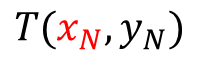 T(x_N, y_N)